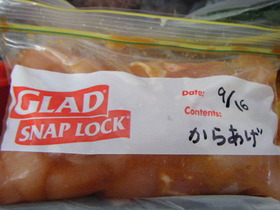 GLAD
SNAP LOCK®
Date: 9/16
Contents:
からあげ